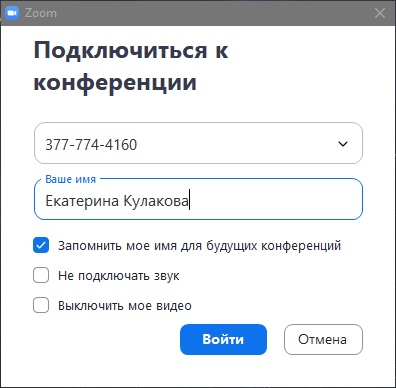 Zoom
Подключиться к
конференции
377-774-4160
Ваше имя
Екатерина Кулакова
Запомнить мое имя для будущих конференций
Не подключать звук
Выключить мое видео
Войти
Отмена